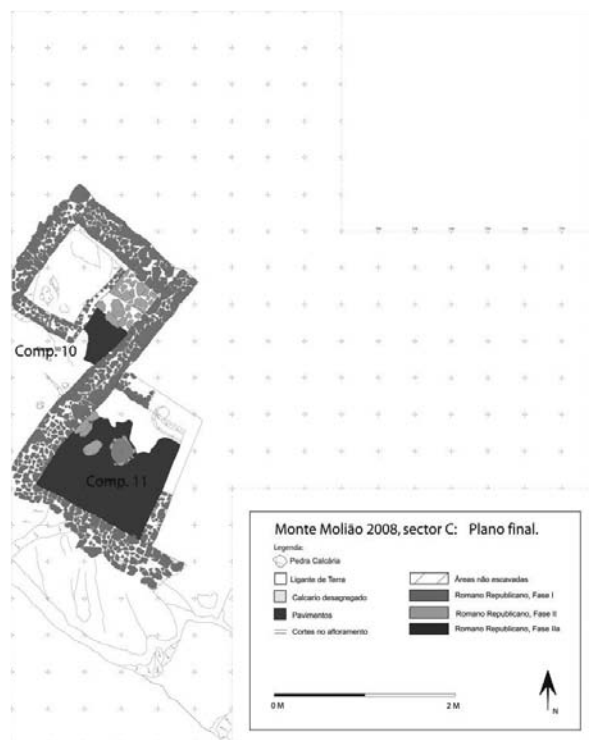 Comp. 10
Comp. 11
Monte Molião 2008, sector C: Plano final.
Legenda:
Pedra Calcária
Ligante de Terra
Calcario desagregado
Pavimentos
Cortes no afloramento
Áreas não escavadas
Romano Republicano, Fase I
Romano Republicano, Fase II
Romano Republicano, Fase IIa
0 M
2 M
N